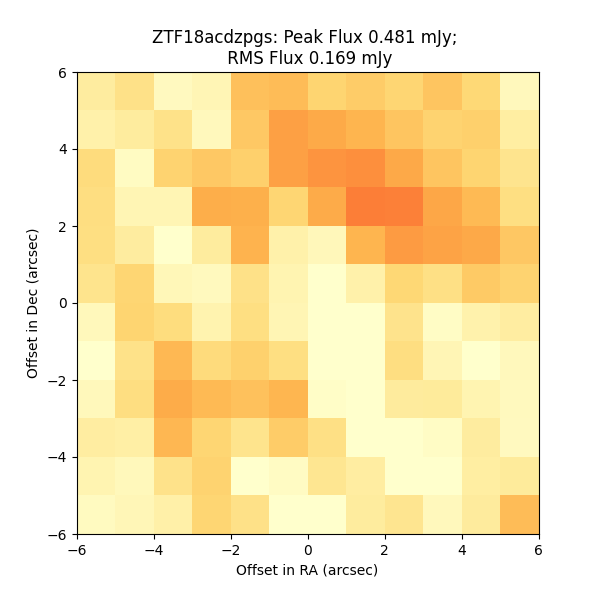 ZTF18acdzpgs: Peak Flux 0.481 mJy;
RMS Flux 0.169 mJy
6
4
2
0
−2
−4
−6
Offset in Dec (arcsec)
−6 −4 −2 0 2 4 6
Offset in RA (arcsec)